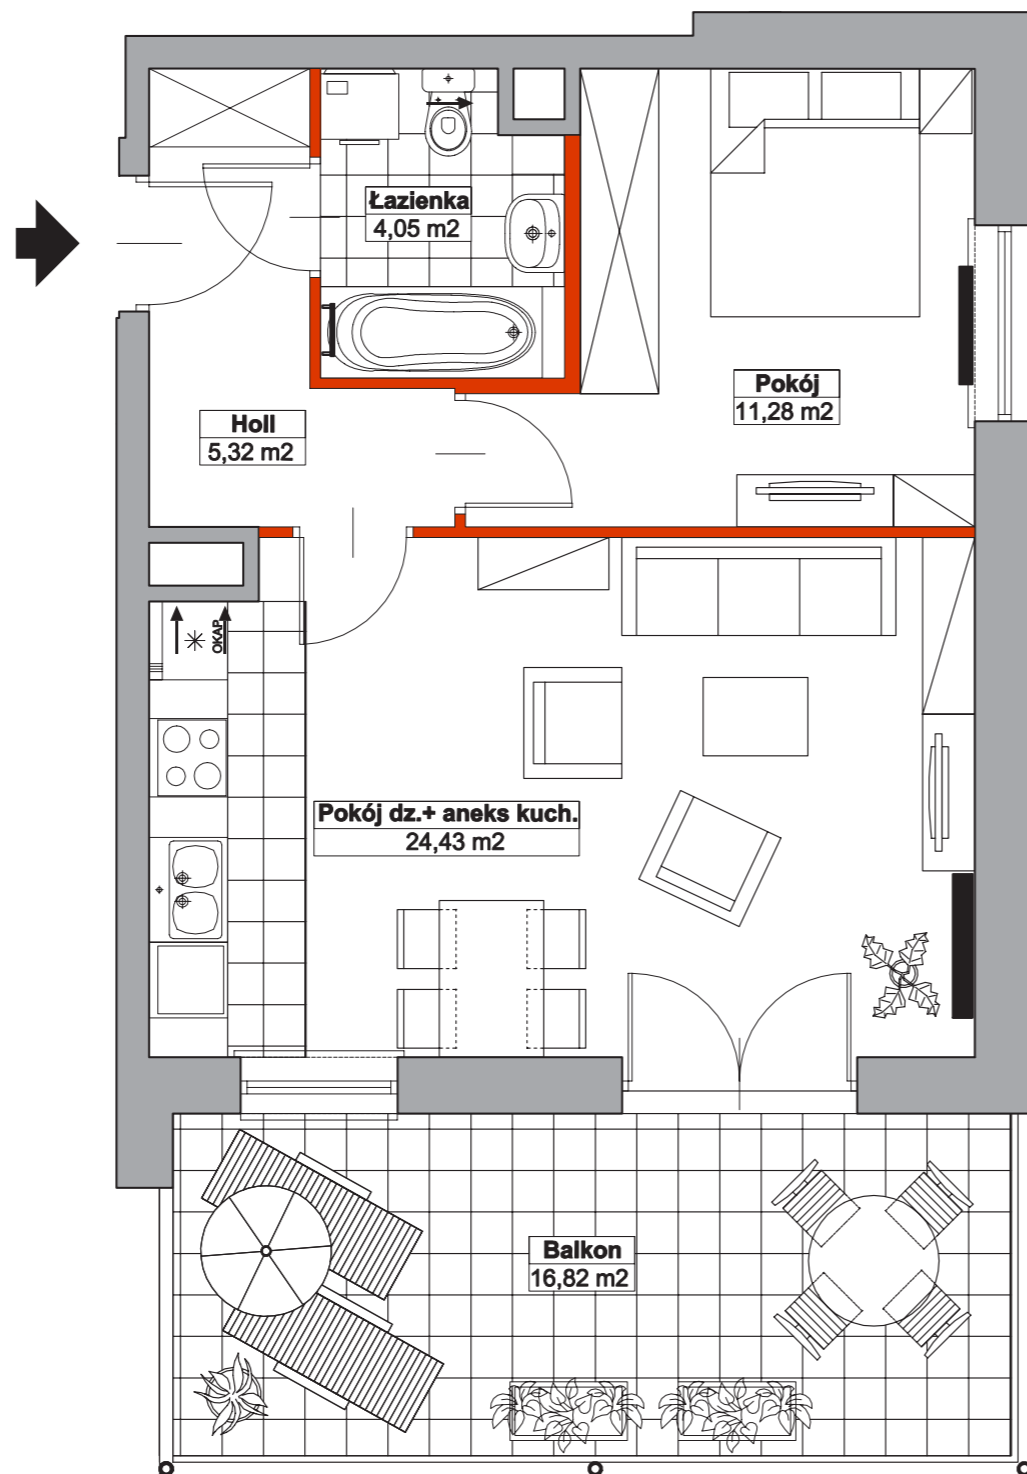 Łazienka
4,05 m2
Pokój
11,28 m2
Holl
5,32 m2
OKAP
Pokój dz.+ aneks kuch.
24,43 m2
Balkon
16,82 m2